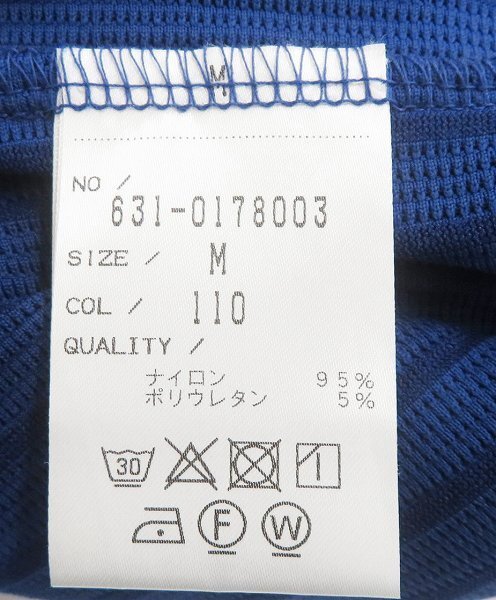 M
NO / 631-0178003
SIZE / M
COL / 110
QUALITY /
ナイロン 95%
ポリウレタン 5%
30
F W